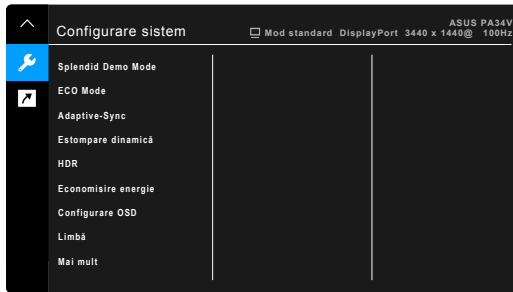 ASUS PA34V
Configurare sistem
Mod standard DisplayPort 3440 x 1440@ 100Hz
Splendid Demo Mode
ECO Mode
Adaptive-Sync
Estompare dinamică
HDR
Economisire energie
Configurare OSD
Limbă
Mai mult